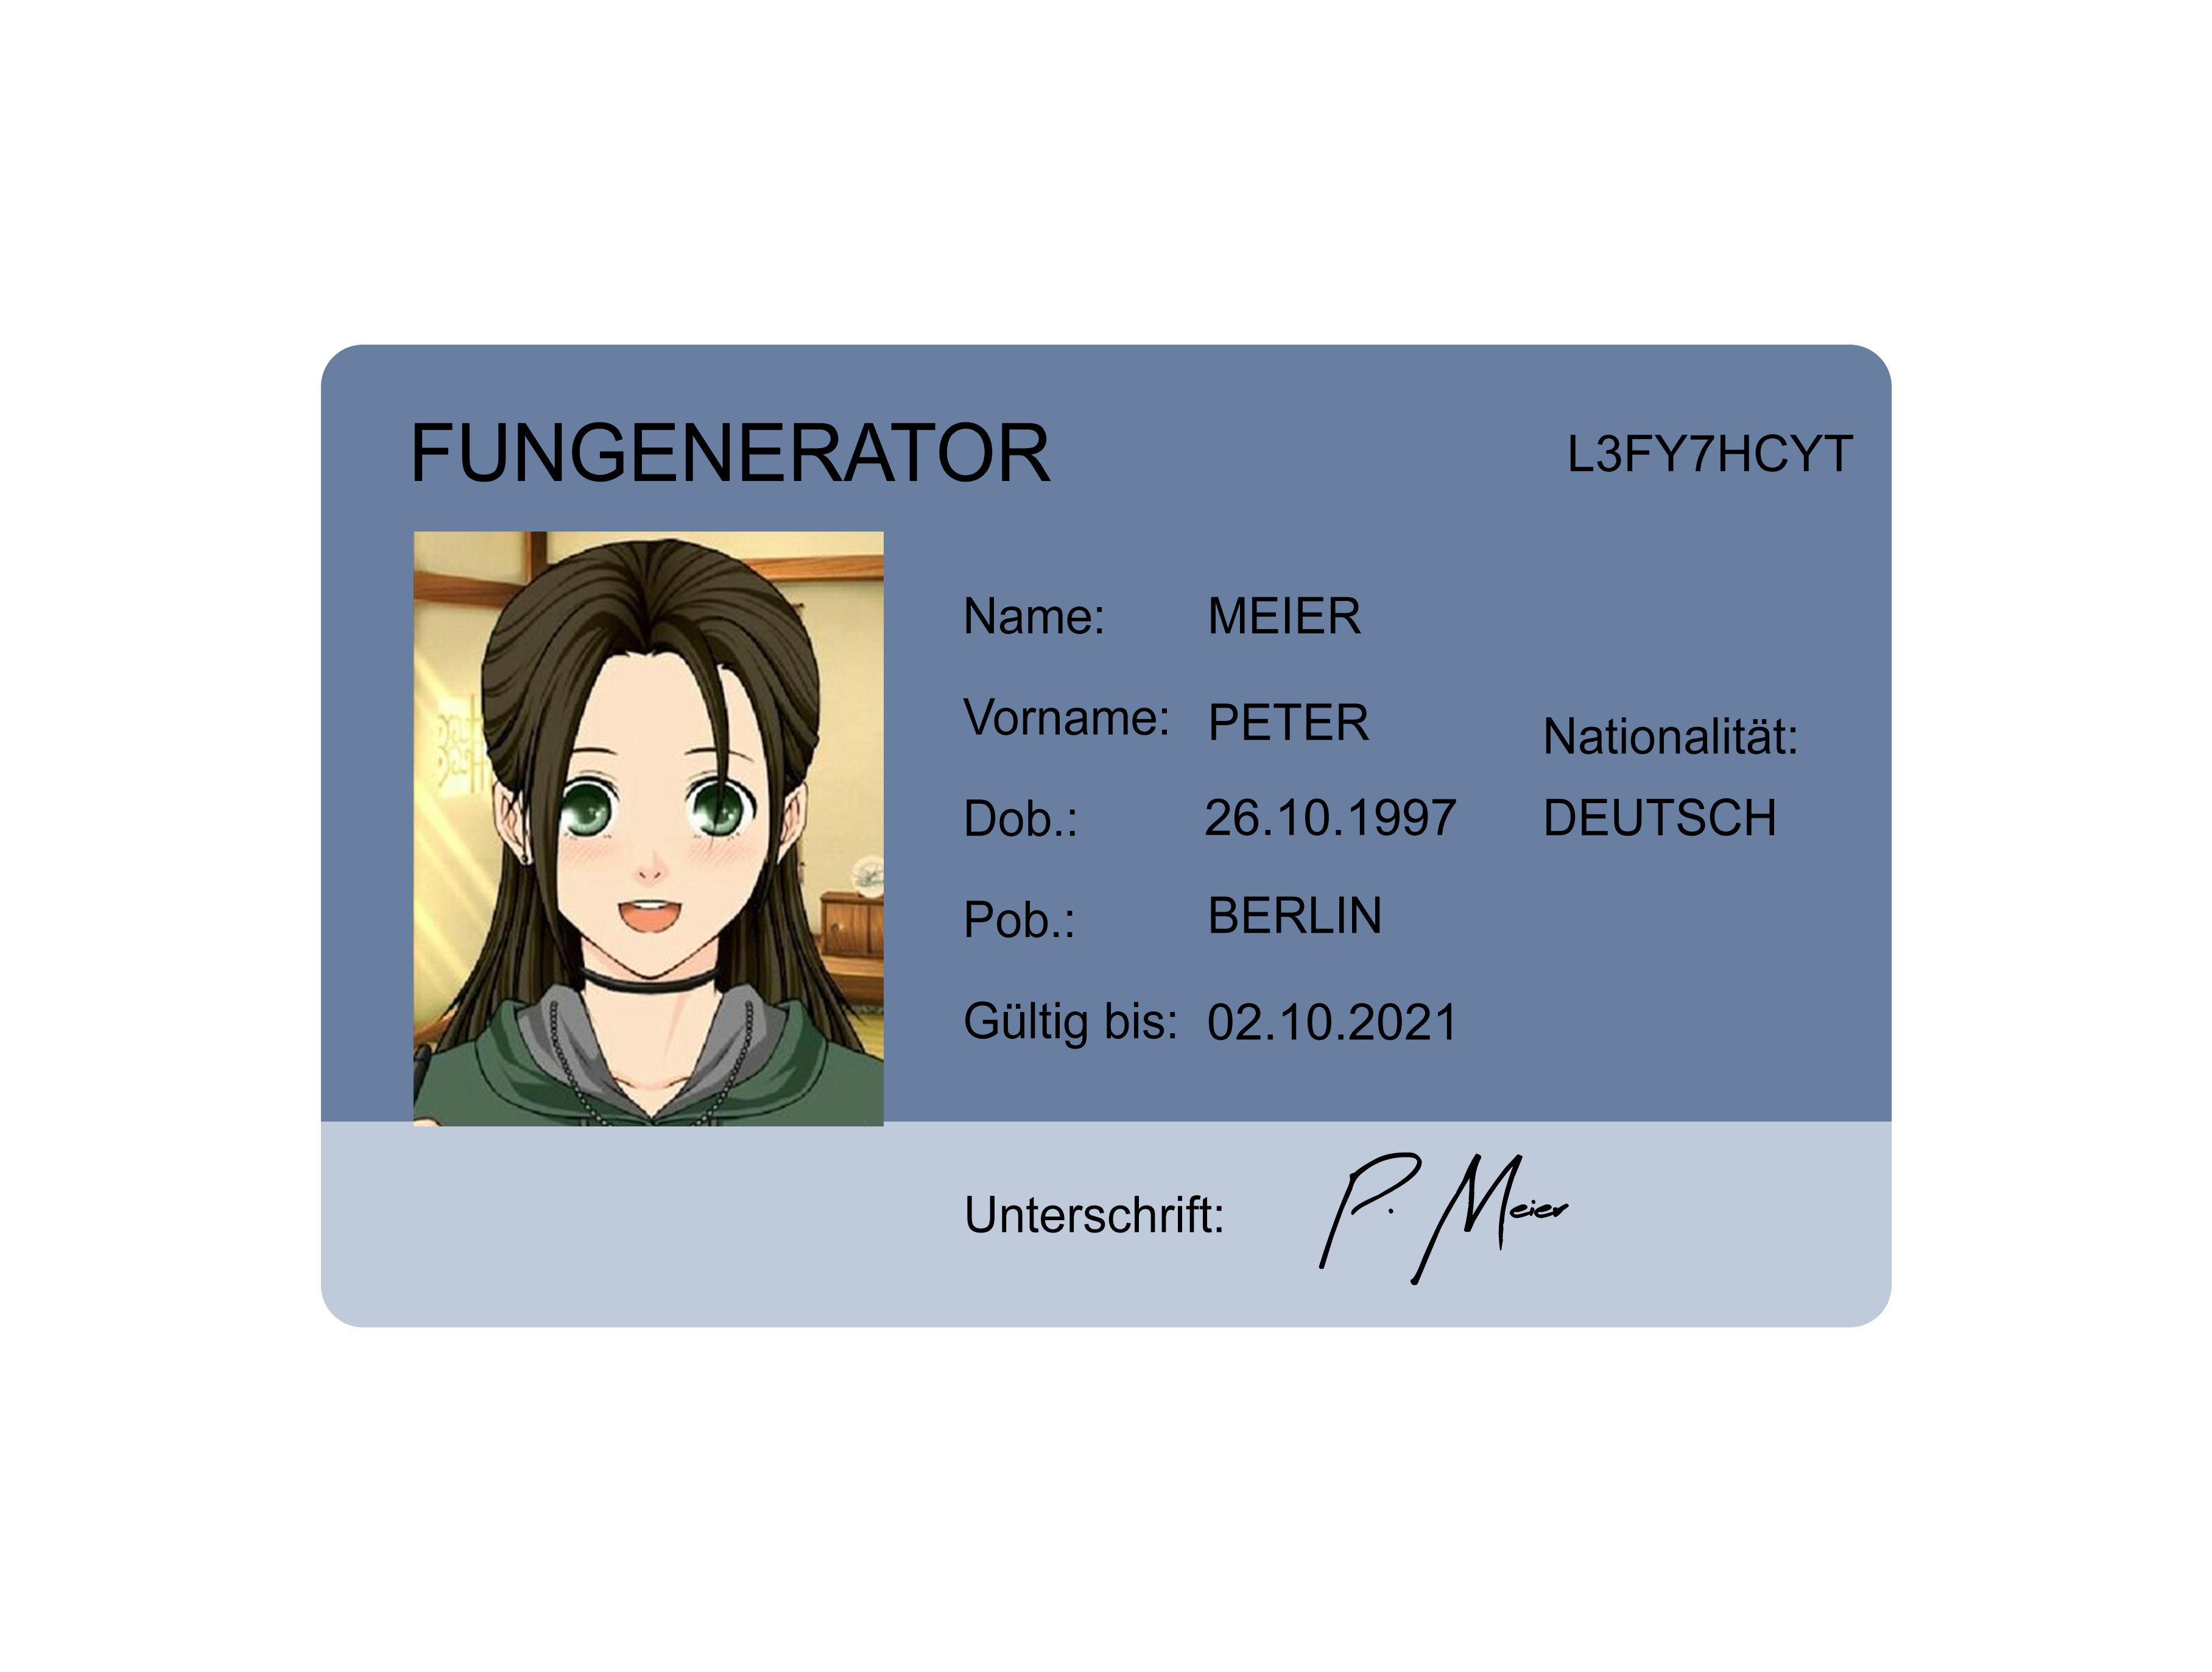 FUNGENERATOR
L3FY7HCYT
Name: MEIER
Vorname: PETER
Nationalität:
Dob.: 26.10.1997
DEUTSCH
Pob.: BERLIN
Gültig bis: 02.10.2021
Unterschrift: P. Meier